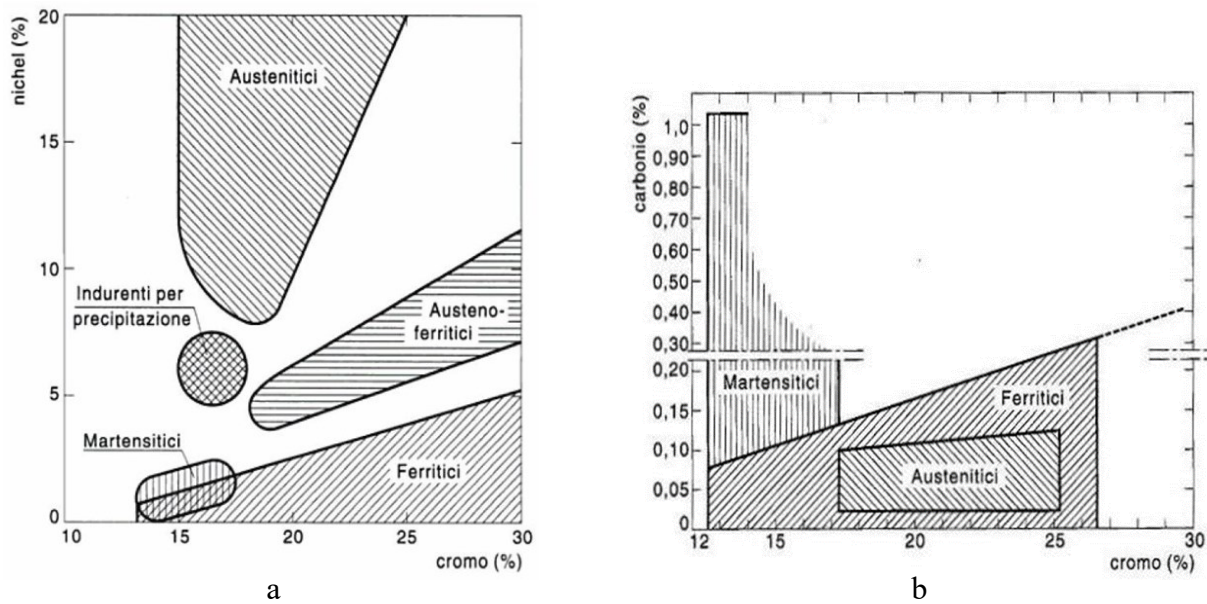 nichel (%)
20
15
10
5
0
10
15
20
25
30
cromo (%)
Austenitici
Indurenti per
precipitazione
Austeno-
ferritici
Martensitici
Ferritici
a
carbonio (%)
1,0
0,90
0,80
0,70
0,60
0,50
0,40
0,30
0,20
0,15
0,10
0,05
0
12
15
20
25
30
cromo (%)
Martensitici
Ferritici
Austenitici
b